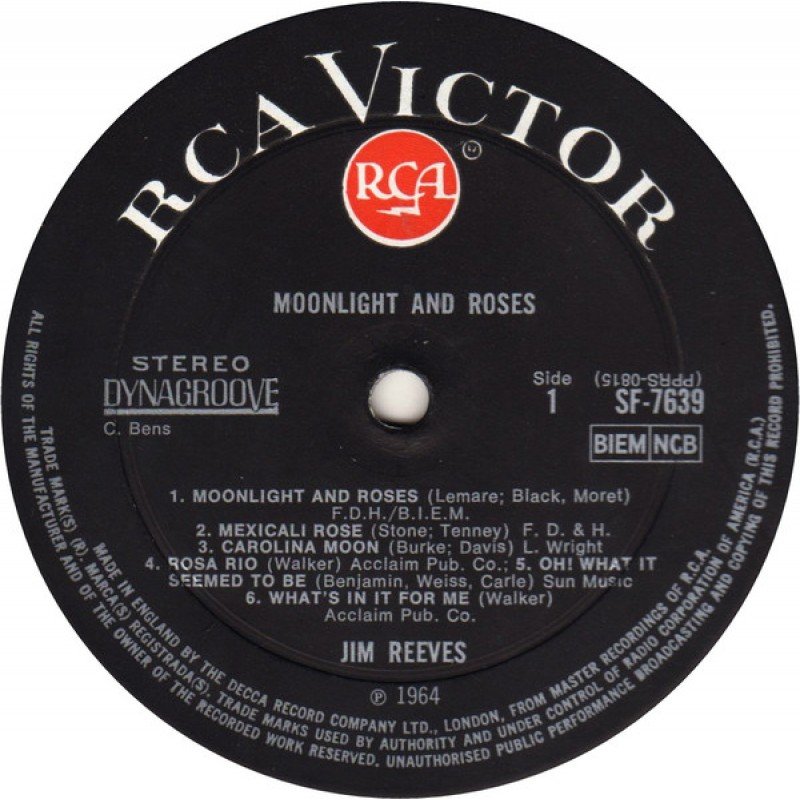 RCA VICTOR
RCA
MOONLIGHT AND ROSES
STEREO
DYNAGROOVE
C. Bens
Side
1
(PPRS-0815)
SF-7639
BIEM NCB
1. MOONLIGHT AND ROSES (Lemare; Black, Moret)
F.D.H./B.I.E.M.
2. MEXICALI ROSE (Stone; Tenney) F. D. & H.
3. CAROLINA MOON (Burke; Davis) L. Wright
4. ROSA RIO (Walker) Acclaim Pub. Co.; 5. OH! WHAT IT
SEEMED TO BE (Benjamin, Weiss, Carle) Sun Music
6. WHAT'S IN IT FOR ME (Walker)
Acclaim Pub. Co.
JIM REEVES
℗ 1964
MADE IN ENGLAND BY THE DECCA RECORD COMPANY LTD., LONDON, FROM MASTER RECORDINGS OF R.C.A.
TRADE MARK(S) (R). MARCA(S) REGISTRADA(S). TRADE MARKS USED BY AUTHORITY AND UNDER CONTROL OF RADIO CORPORATION OF AMERICA (R.C.A.)
ALL RIGHTS OF THE MANUFACTURER AND OF THE OWNER OF THE RECORDED WORK RESERVED. UNAUTHORISED PUBLIC PERFORMANCE BROADCASTING AND COPYING OF THIS RECORD PROHIBITED.